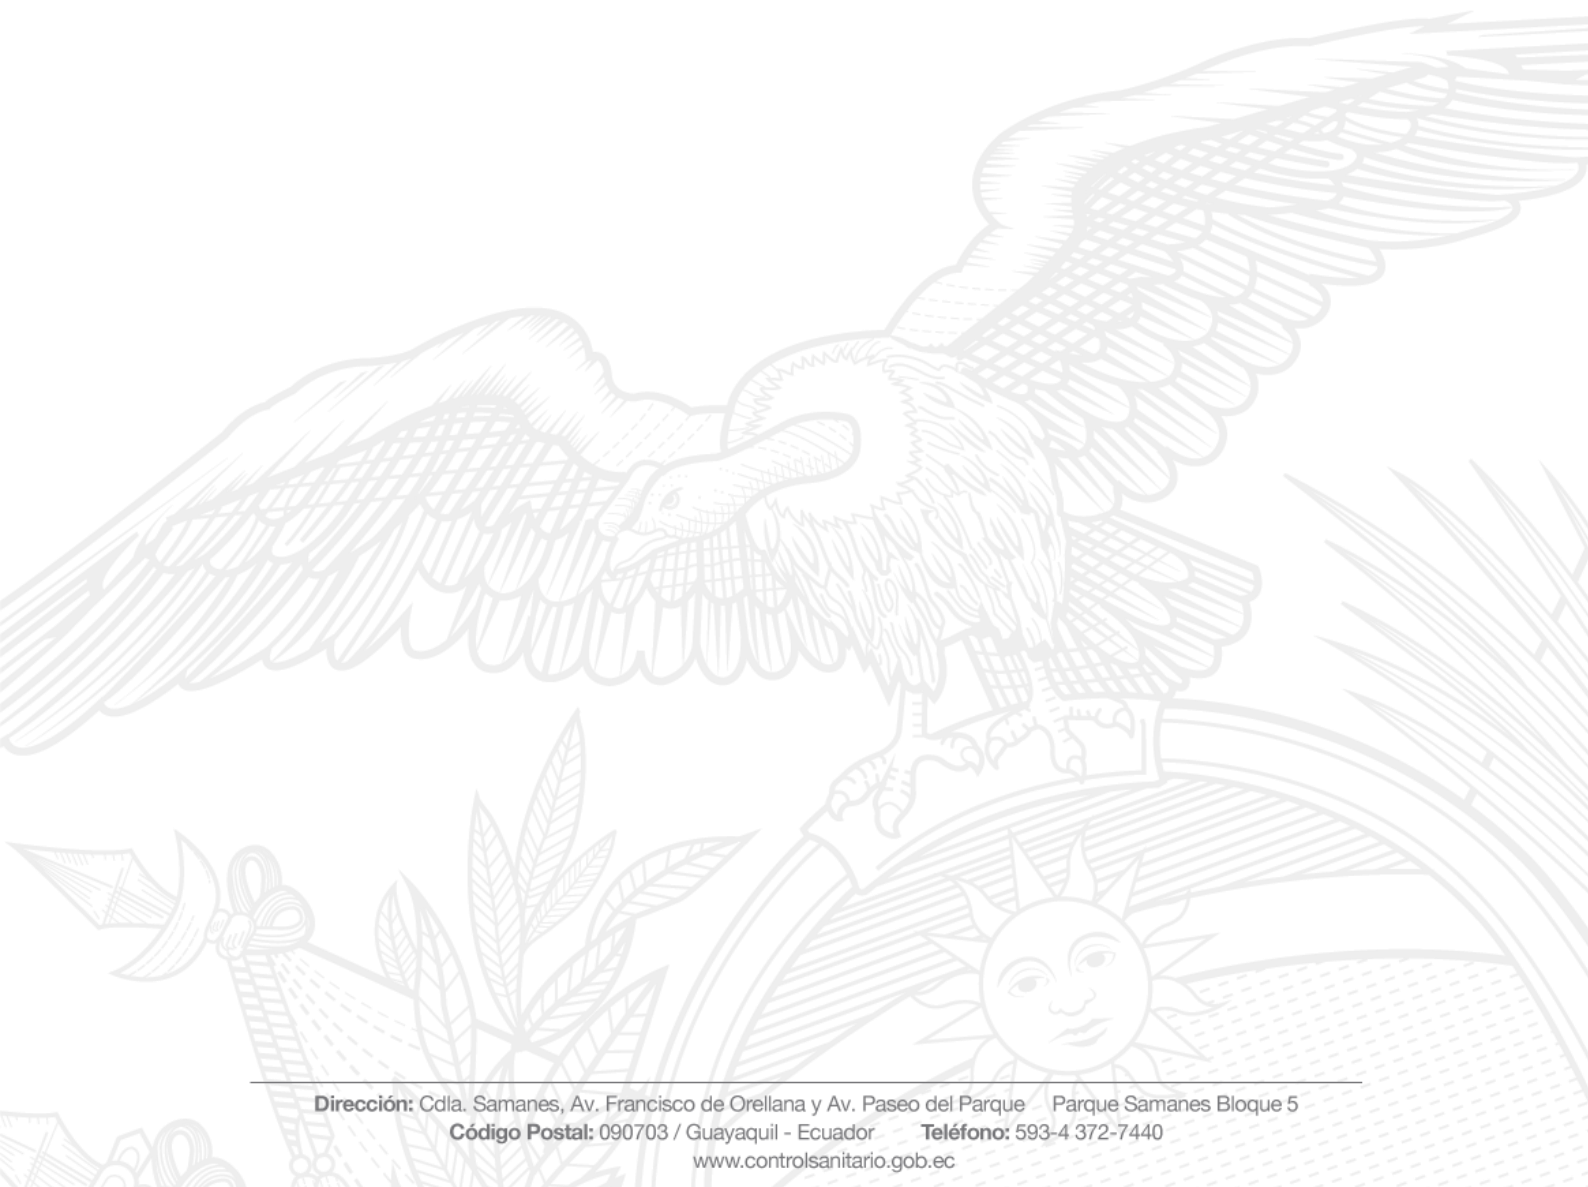 Dirección: Cdla. Samanes, Av. Francisco de Orellana y Av. Paseo del Parque Parque Samanes Bloque 5
Código Postal: 090703 / Guayaquil - Ecuador Teléfono: 593-4 372-7440
www.controlsanitario.gob.ec